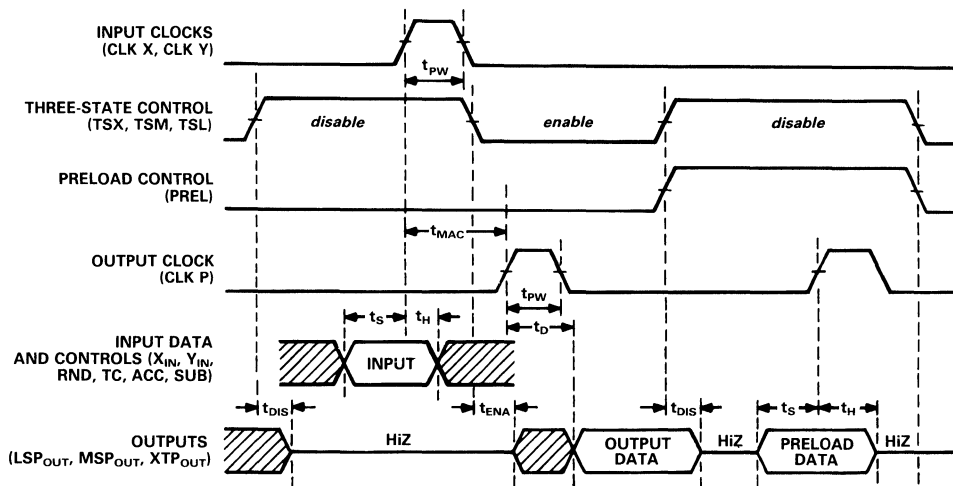 INPUT CLOCKS
(CLK X, CLK Y)
tPW
THREE-STATE CONTROL
(TSX, TSM, TSL)
disable
enable
disable
PRELOAD CONTROL
(PREL)
tMAC
OUTPUT CLOCK
(CLK P)
tPW
tS
tH
tD
INPUT DATA
AND CONTROLS (XIN, YIN,
RND, TC, ACC, SUB)
INPUT
tDIS
tENA
tDIS
tS
tH
OUTPUTS
(LSPOUT, MSPOUT, XTPOUT)
HiZ
OUTPUT
DATA
HiZ
PRELOAD
DATA
HiZ